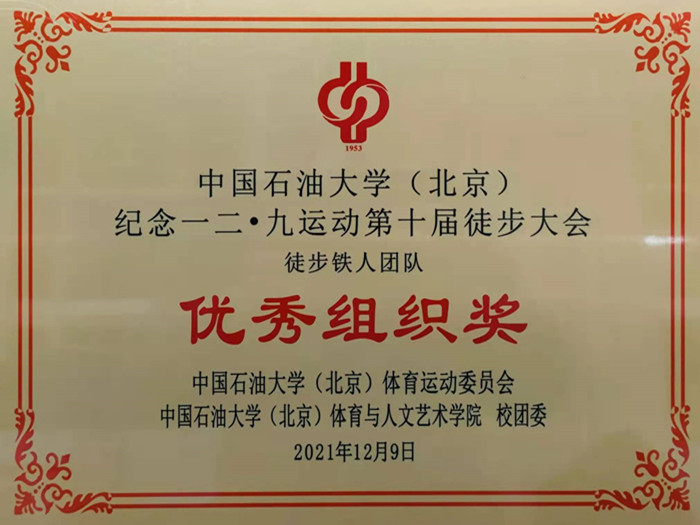 1953
中国石油大学（北京）
纪念一二·九运动第十届徒步大会
徒步铁人团队
优秀组织奖
中国石油大学（北京）体育运动委员会
中国石油大学（北京）体育与人文艺术学院 校团委
2021年12月9日